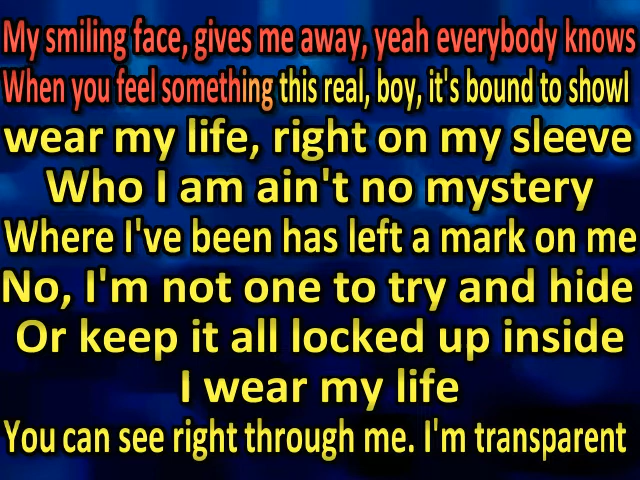 My smiling face, gives me away, yeah everybody knows
When you feel something this real, boy, it's bound to showI
wear my life, right on my sleeve
Who I am ain't no mystery
Where I've been has left a mark on me
No, I'm not one to try and hide
Or keep it all locked up inside
I wear my life
You can see right through me. I'm transparent